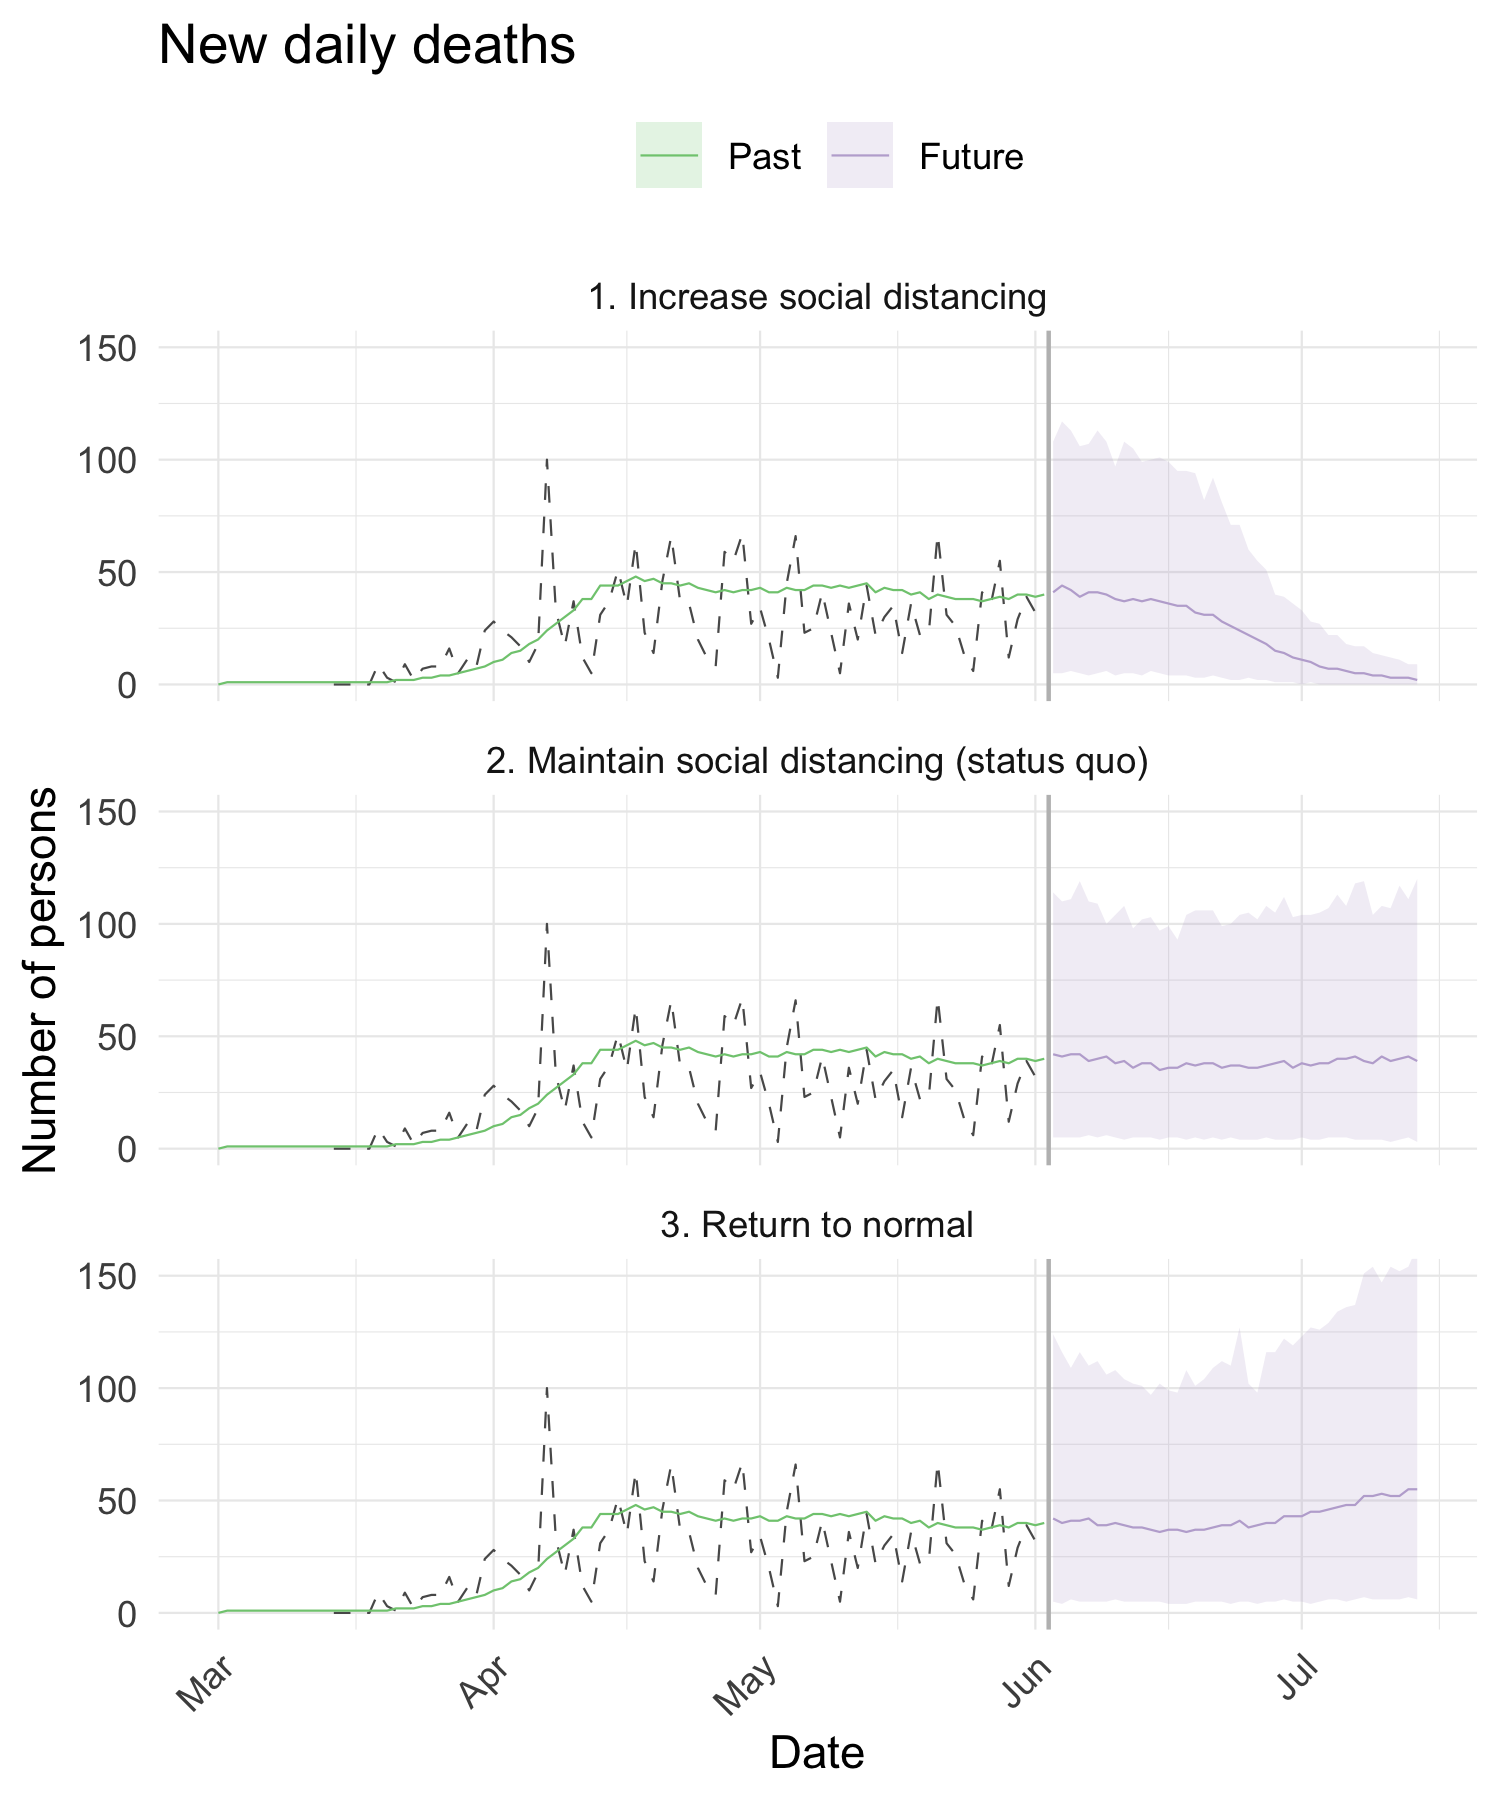 New daily deaths
Past Future
1. Increase social distancing
150
100
50
0
2. Maintain social distancing (status quo)
150
100
50
0
Number of persons
3. Return to normal
150
100
50
0
Mar Apr May Jun Jul
Date